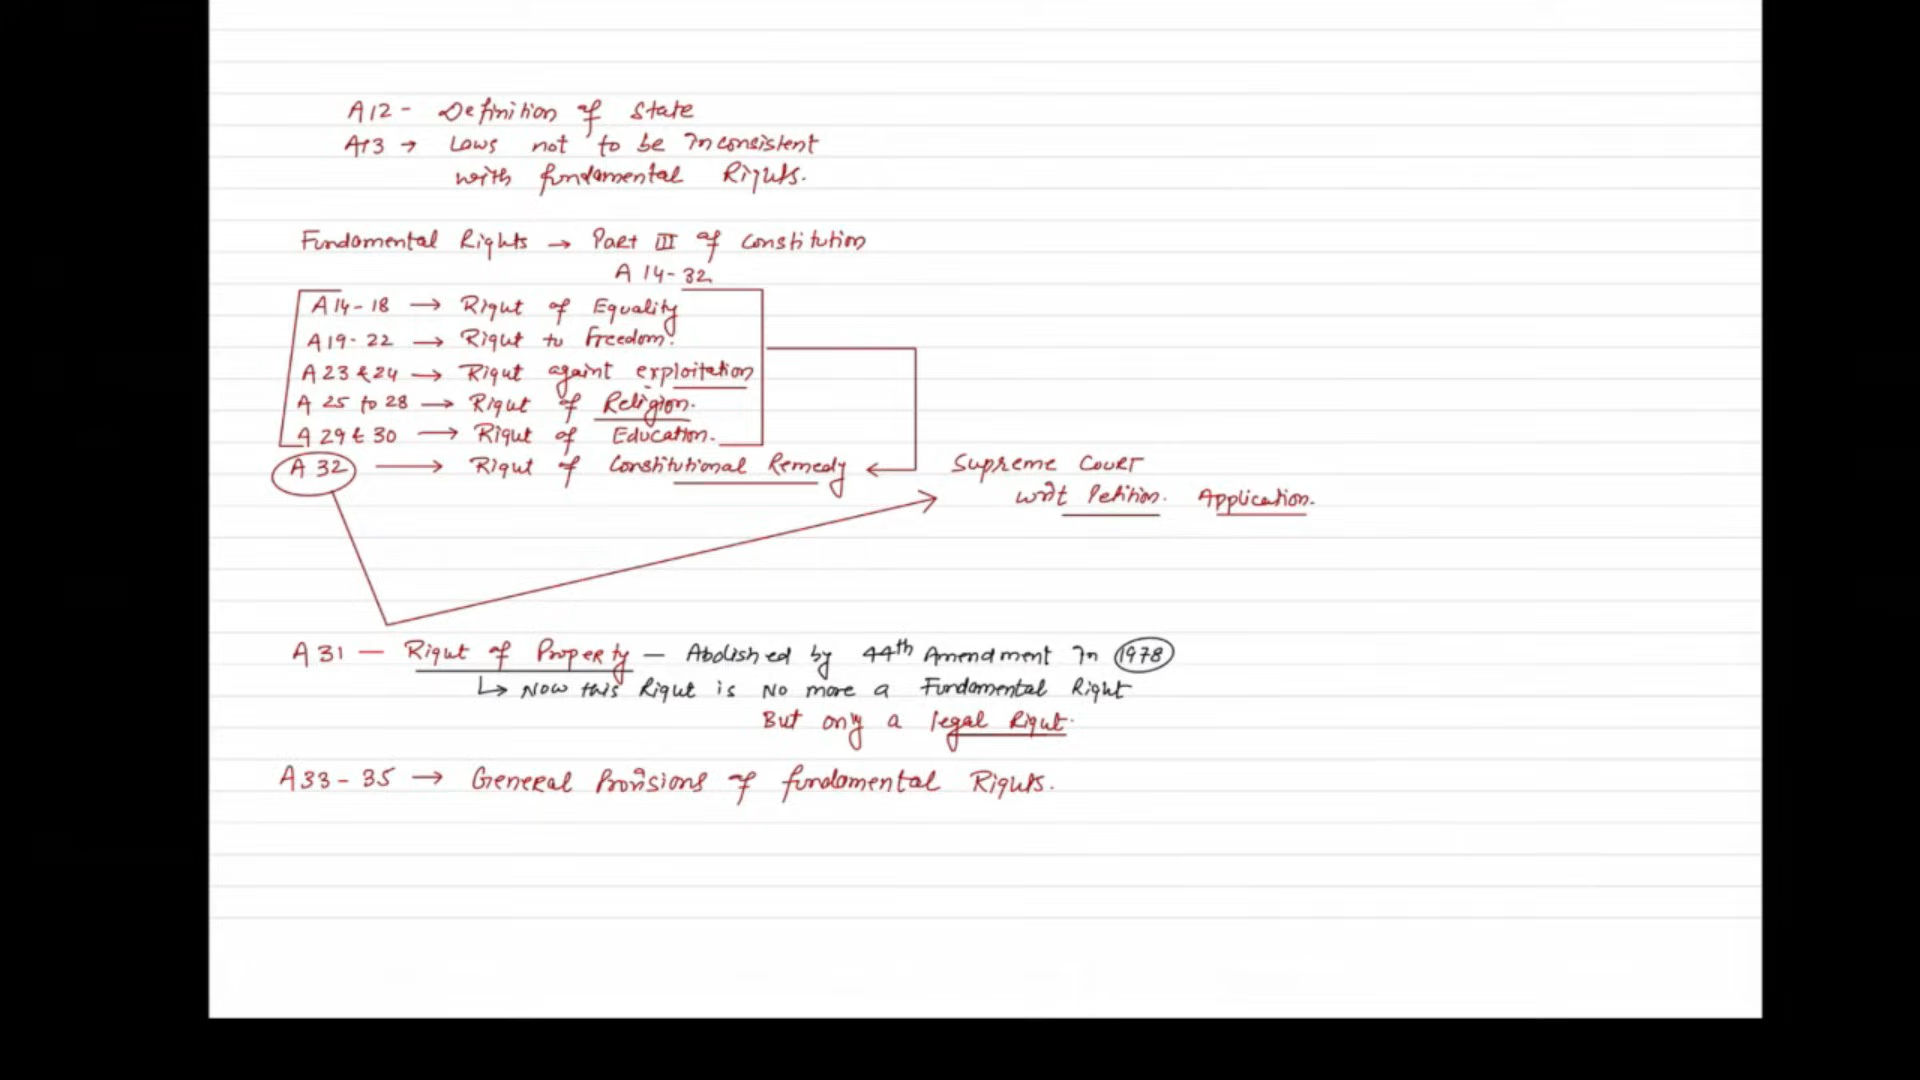 A12 - Definition of State
A13 → Laws not to be Inconsistent
with fundamental Rights.
Fundamental Rights → Part III of Constitution
A 14-32
A14-18 → Right of Equality
A19-22 → Right to Freedom.
A23 & 24 → Right againt exploitation
A 25 to 28 → Right of Religion.
A 29 & 30 → Right of Education.
A 32 → Right of Constitutional Remedy ← Supreme Court
writ Petition. Application.
A31 - Right of Property - Abolished by 44th Amendment In 1978
↳ Now this Right is No more a Fundamental Right
But only a legal Right.
A33-35 → General Provisions of fundamental Rights.